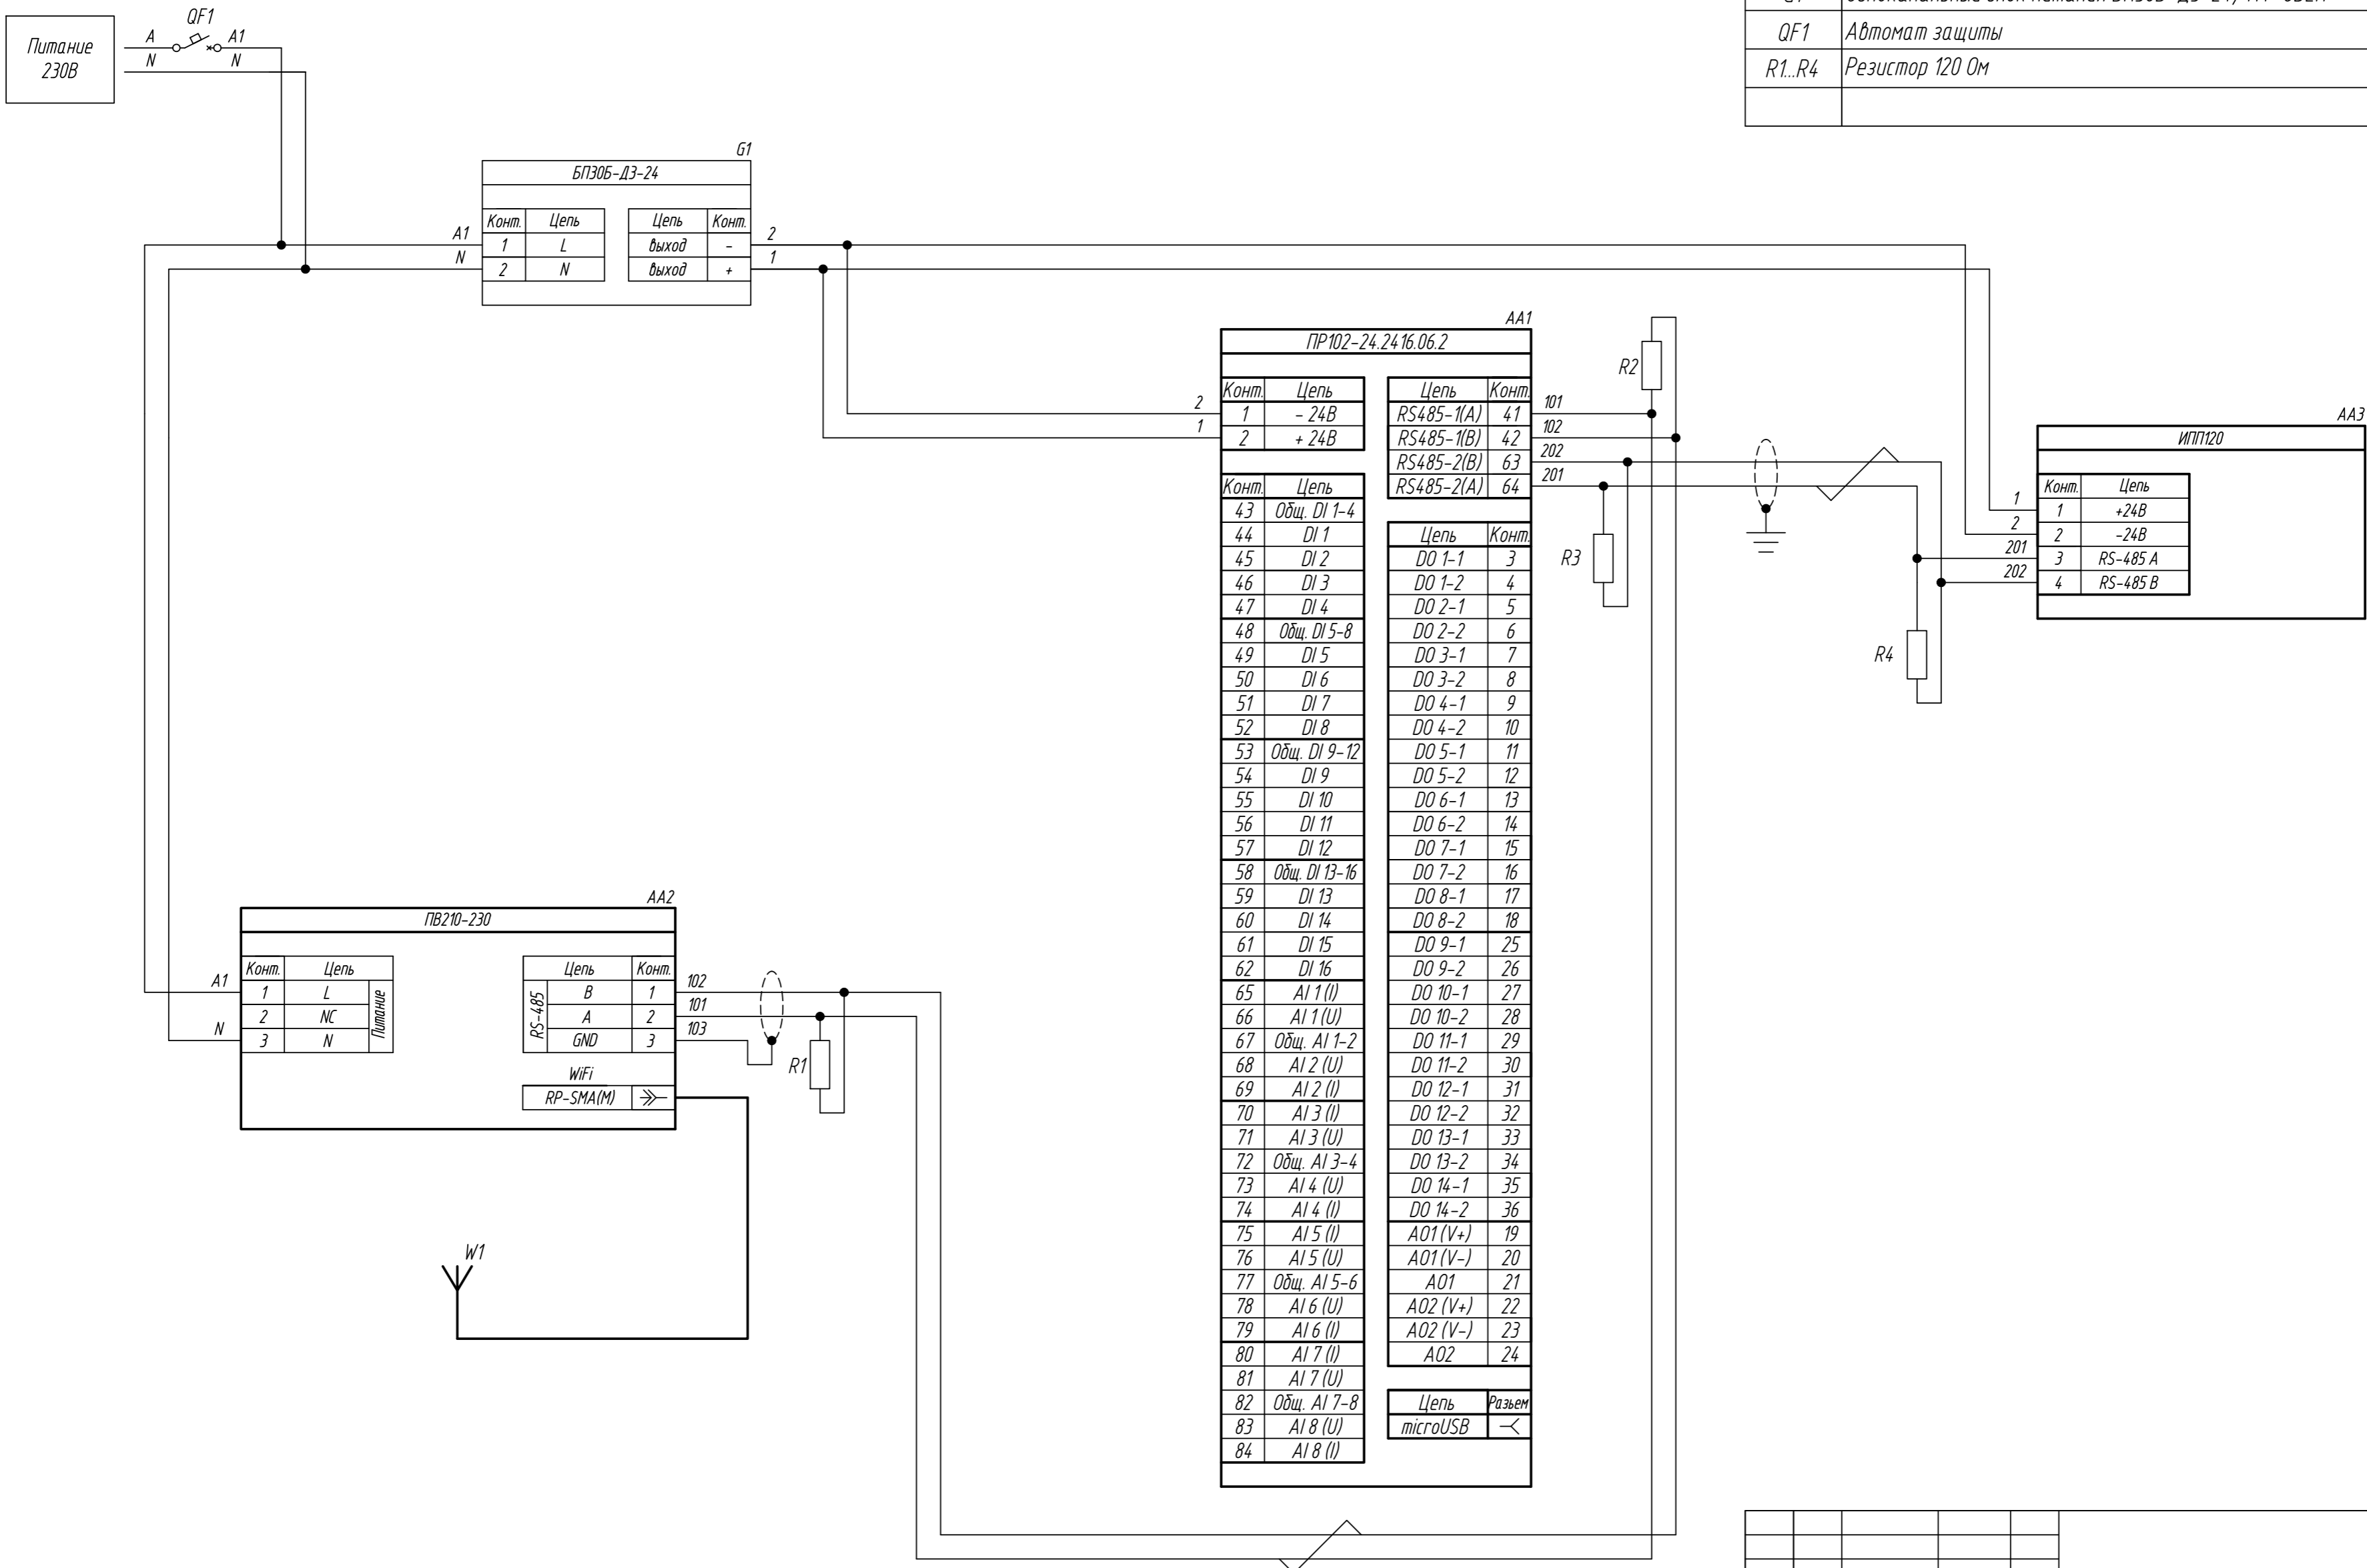 QF1
Автомат защиты
R1...R4
Резистор 120 Ом
Питание
230В
QF1
A
A1
N
N
G1
БП30Б-Д3-24
Конт.
Цепь
Цепь
Конт.
A1
1
L
выход
-
2
N
2
N
выход
+
1
AA1
ПР102-24.2416.06.2
Конт.
Цепь
2
1
- 24В
1
2
+ 24В
Цепь
Конт.
RS485-1(A)
41
101
RS485-1(B)
42
102
RS485-2(B)
63
202
RS485-2(A)
64
201
Конт.
Цепь
43
Общ. DI 1-4
44
DI 1
45
DI 2
46
DI 3
47
DI 4
48
Общ. DI 5-8
49
DI 5
50
DI 6
51
DI 7
52
DI 8
53
Общ. DI 9-12
54
DI 9
55
DI 10
56
DI 11
57
DI 12
58
Общ. DI 13-16
59
DI 13
60
DI 14
61
DI 15
62
DI 16
65
AI 1 (I)
66
AI 1 (U)
67
Общ. AI 1-2
68
AI 2 (U)
69
AI 2 (I)
70
AI 3 (I)
71
AI 3 (U)
72
Общ. AI 3-4
73
AI 4 (U)
74
AI 4 (I)
75
AI 5 (I)
76
AI 5 (U)
77
Общ. AI 5-6
78
AI 6 (U)
79
AI 6 (I)
80
AI 7 (I)
81
AI 7 (U)
82
Общ. AI 7-8
83
AI 8 (U)
84
AI 8 (I)
Цепь
Конт.
DO 1-1
3
DO 1-2
4
DO 2-1
5
DO 2-2
6
DO 3-1
7
DO 3-2
8
DO 4-1
9
DO 4-2
10
DO 5-1
11
DO 5-2
12
DO 6-1
13
DO 6-2
14
DO 7-1
15
DO 7-2
16
DO 8-1
17
DO 8-2
18
DO 9-1
25
DO 9-2
26
DO 10-1
27
DO 10-2
28
DO 11-1
29
DO 11-2
30
DO 12-1
31
DO 12-2
32
DO 13-1
33
DO 13-2
34
DO 14-1
35
DO 14-2
36
AO1 (V+)
19
AO1 (V-)
20
AO1
21
AO2 (V+)
22
AO2 (V-)
23
AO2
24
Цепь
Разьем
microUSB
R2
R3
R4
AA3
ИПП120
Конт.
Цепь
1
1
+24В
2
2
-24В
201
3
RS-485 A
202
4
RS-485 B
AA2
ПВ210-230
Конт.
Цепь
A1
1
L
2
NC
N
3
N
Питание
Цепь
Конт.
RS-485
B
1
102
A
2
101
GND
3
103
WiFi
RP-SMA(M)
R1
W1